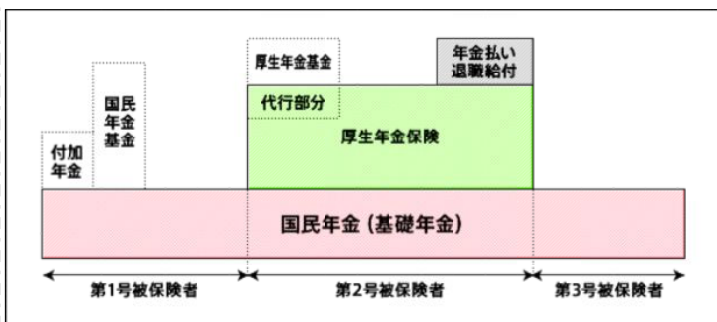 厚生年金基金
年金払い
退職給付
代行部分
厚生年金保険
国民
年金
基金
付加
年金
国民年金(基礎年金)
第1号被保険者
第2号被保険者
第3号被保険者